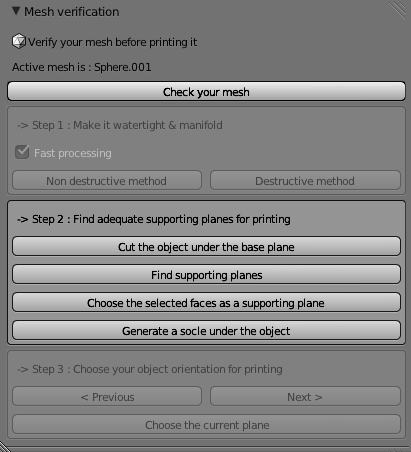 Mesh verification
Verify your mesh before printing it
Active mesh is : Sphere.001
Check your mesh
-> Step 1 : Make it watertight & manifold
Fast processing
Non destructive method Destructive method
-> Step 2 : Find adequate supporting planes for printing
Cut the object under the base plane
Find supporting planes
Choose the selected faces as a supporting plane
Generate a socle under the object
-> Step 3 : Choose your object orientation for printing
< Previous Next >
Choose the current plane